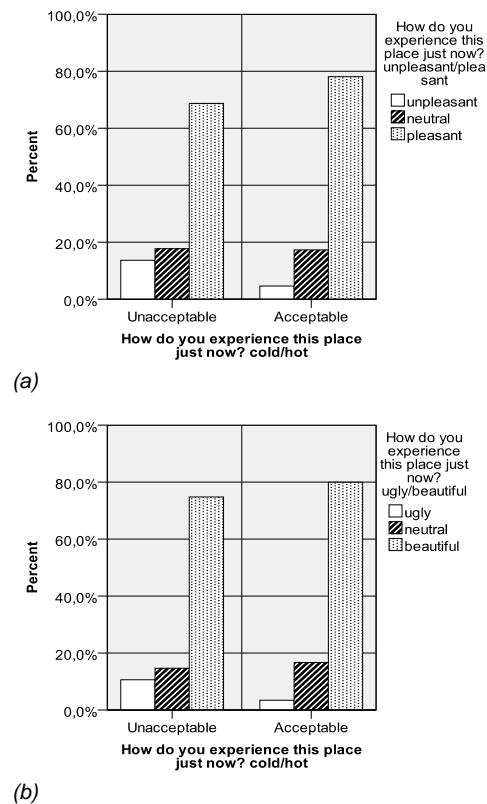 100,0%
80,0%
60,0%
40,0%
20,0%
0,0%
Percent
Unacceptable
Acceptable
How do you experience this place
just now? cold/hot
How do you
experience this
place just now?
unpleasant/plea
sant
unpleasant
neutral
pleasant
(a)
100,0%
80,0%
60,0%
40,0%
20,0%
0,0%
Percent
Unacceptable
Acceptable
How do you experience this place
just now? cold/hot
How do you
experience
this place just
now?
ugly/beautiful
ugly
neutral
beautiful
(b)